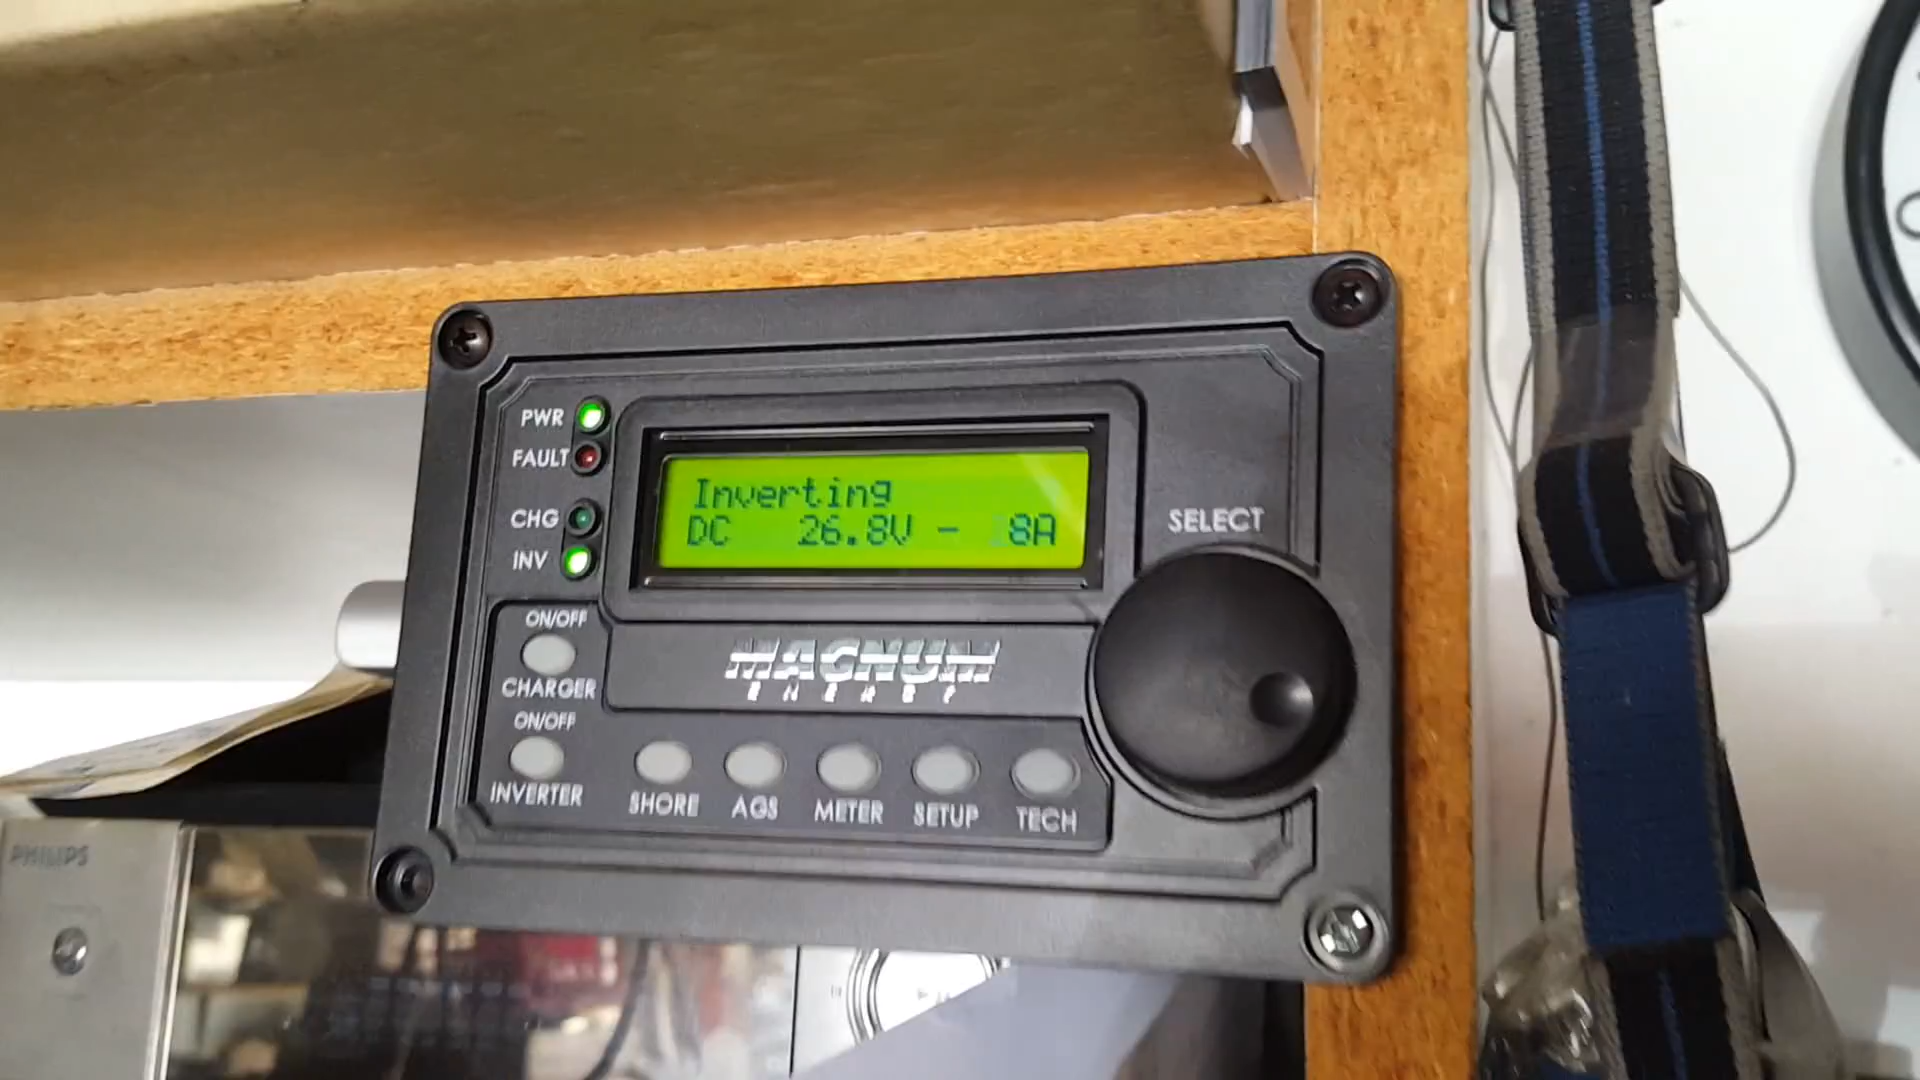 PWR
FAULT
CHG
INV
Inverting
DC 26.8V - 8A
SELECT
ON/OFF
CHARGER
ON/OFF
INVERTER
MAGNUM
ENERGY
SHORE
AGS
METER
SETUP
TECH
PHILIPS